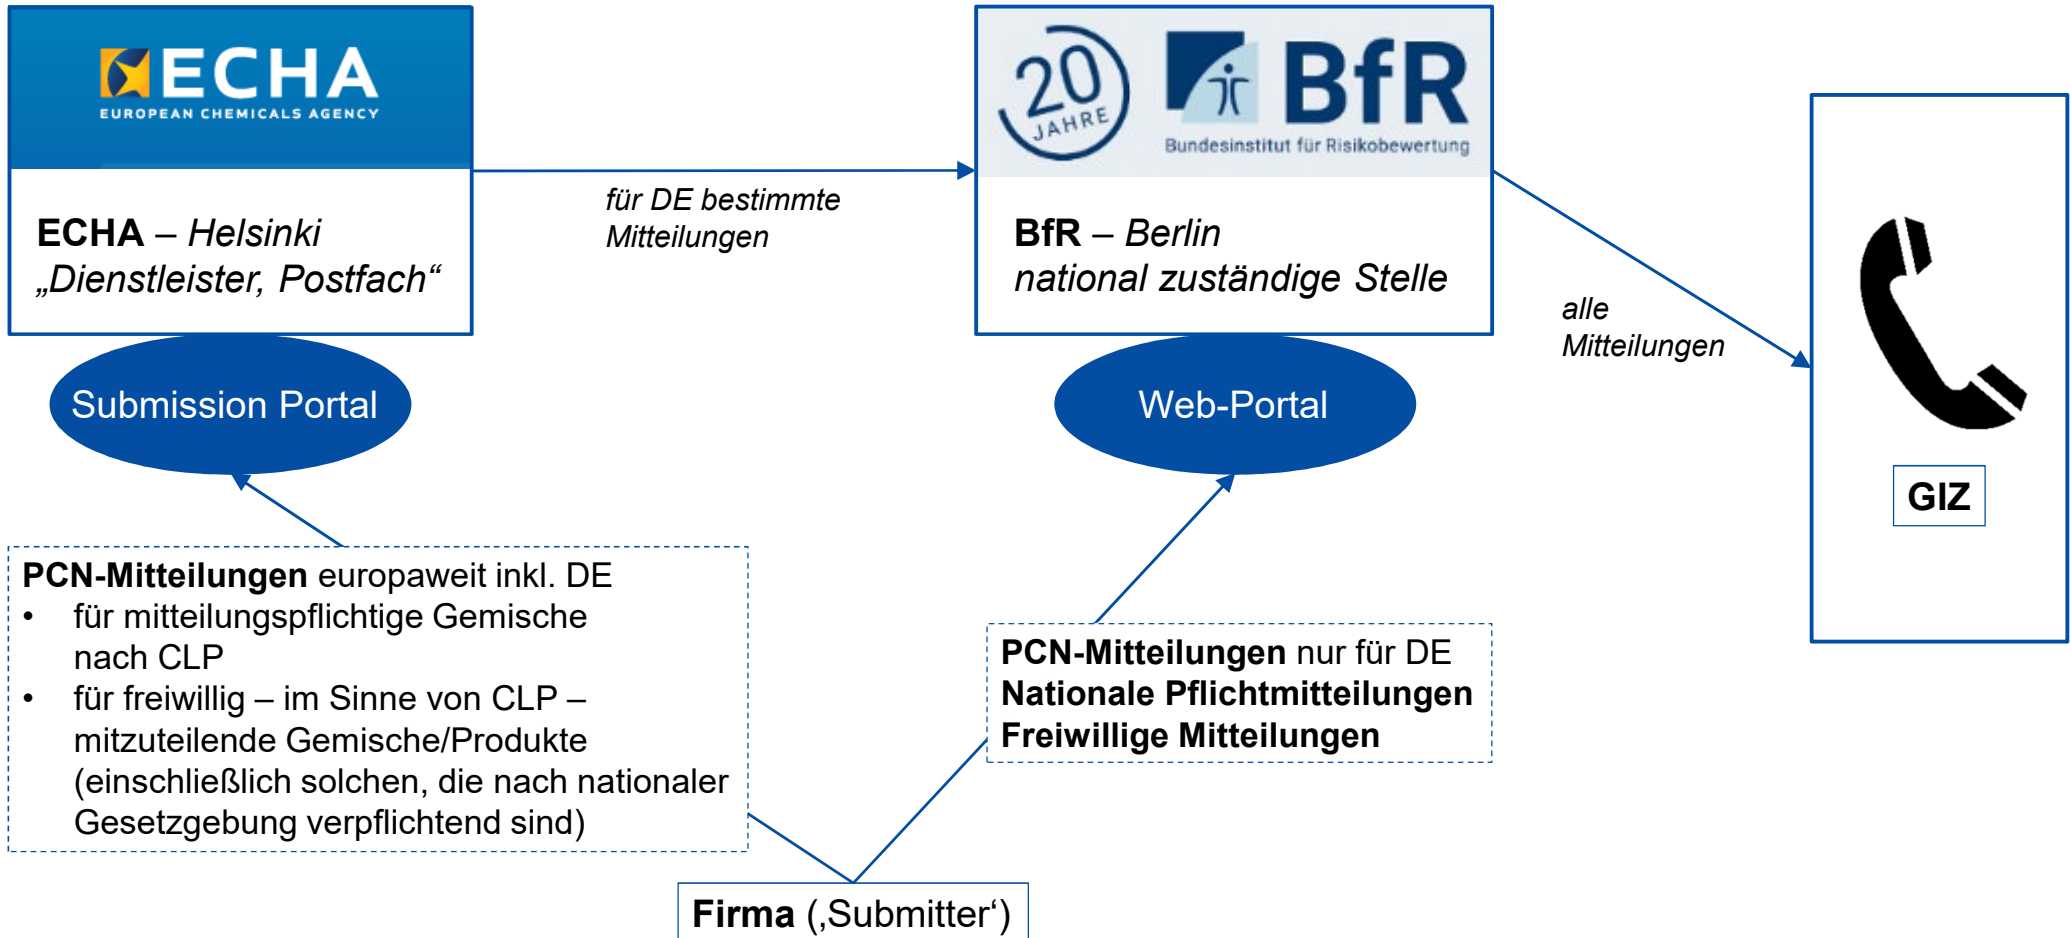 ECHA
EUROPEAN CHEMICALS AGENCY
ECHA – Helsinki
„Dienstleister, Postfach“
Submission Portal
für DE bestimmte
Mitteilungen
20
JAHRE
BfR
Bundesinstitut für Risikobewertung
BfR – Berlin
national zuständige Stelle
Web-Portal
alle
Mitteilungen
GIZ
PCN-Mitteilungen europaweit inkl. DE
• für mitteilungspflichtige Gemische
nach CLP
• für freiwillig – im Sinne von CLP –
mitzuteilende Gemische/Produkte
(einschließlich solchen, die nach nationaler
Gesetzgebung verpflichtend sind)
PCN-Mitteilungen nur für DE
Nationale Pflichtmitteilungen
Freiwillige Mitteilungen
Firma (‚Submitter‘)